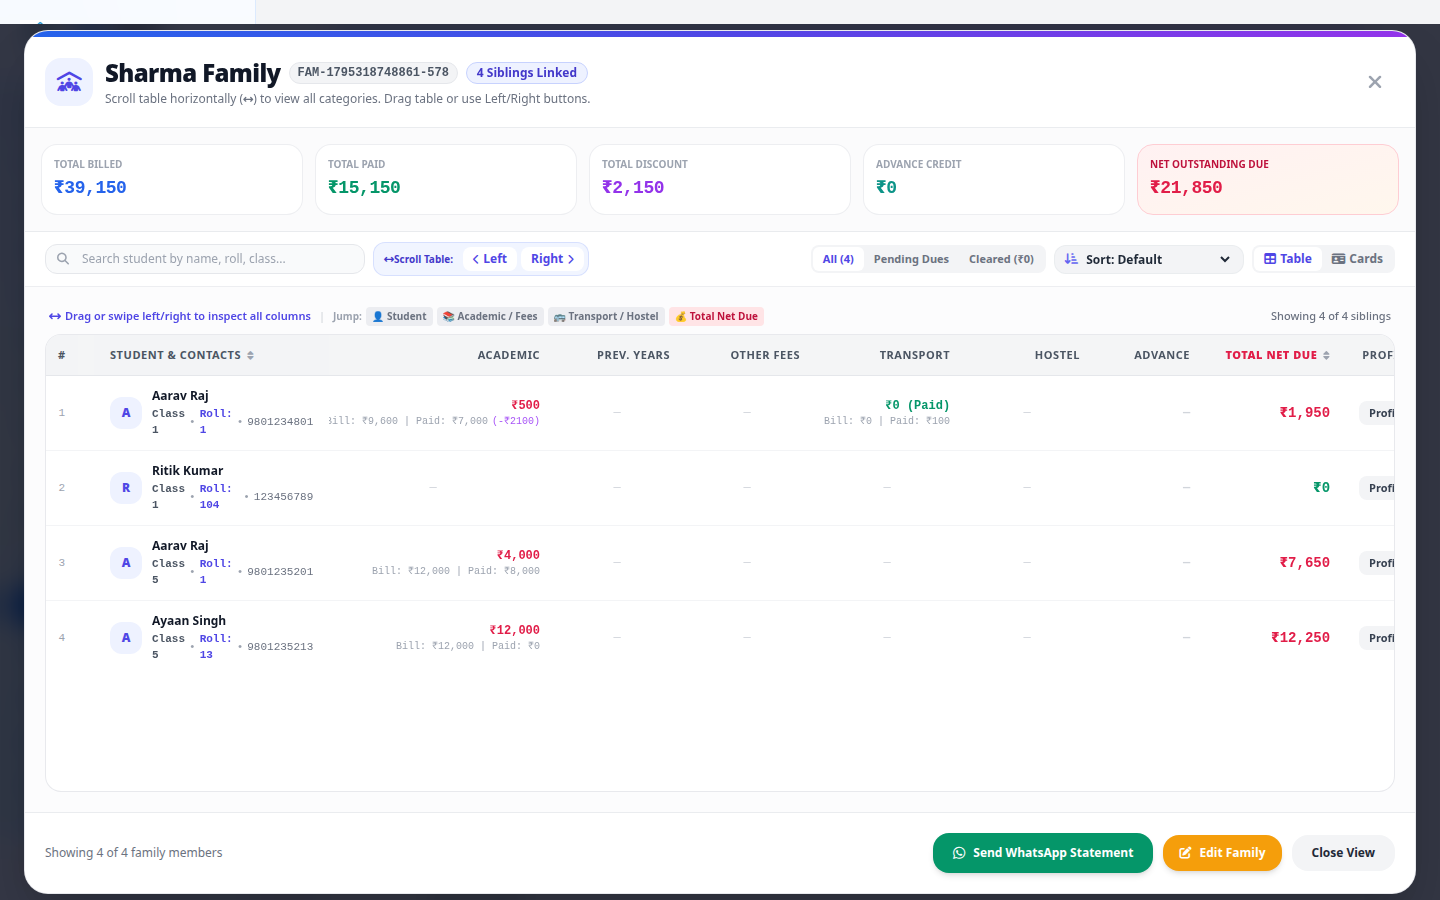 Sharma Family FAM-1795318748861-578 4 Siblings Linked
Scroll table horizontally (↔) to view all categories. Drag table or use Left/Right buttons.
TOTAL BILLED
₹39,150
TOTAL PAID
₹15,150
TOTAL DISCOUNT
₹2,150
ADVANCE CREDIT
₹0
NET OUTSTANDING DUE
₹21,850
Search student by name, roll, class...
↔Scroll Table: Left Right
All (4) Pending Dues Cleared (₹0)
Sort: Default
Table Cards
↔ Drag or swipe left/right to inspect all columns | Jump: 👤 Student 📚 Academic / Fees 🚌 Transport / Hostel 💰 Total Net Due
Showing 4 of 4 siblings
# STUDENT & CONTACTS ACADEMIC PREV. YEARS OTHER FEES TRANSPORT HOSTEL ADVANCE TOTAL NET DUE PROF
1 A Aarav Raj
Class 1 • Roll: 1 • 9801234801
₹500
Bill: ₹9,600 | Paid: ₹7,000 (-₹2100)
— —
₹0 (Paid)
Bill: ₹0 | Paid: ₹100
— — ₹1,950 Profi
2 R Ritik Kumar
Class 1 • Roll: 104 • 123456789
— — — — — — ₹0 Profi
3 A Aarav Raj
Class 5 • Roll: 1 • 9801235201
₹4,000
Bill: ₹12,000 | Paid: ₹8,000
— — — — — ₹7,650 Profi
4 A Ayaan Singh
Class 5 • Roll: 13 • 9801235213
₹12,000
Bill: ₹12,000 | Paid: ₹0
— — — — — ₹12,250 Profi
Showing 4 of 4 family members
Send WhatsApp Statement
Edit Family
Close View